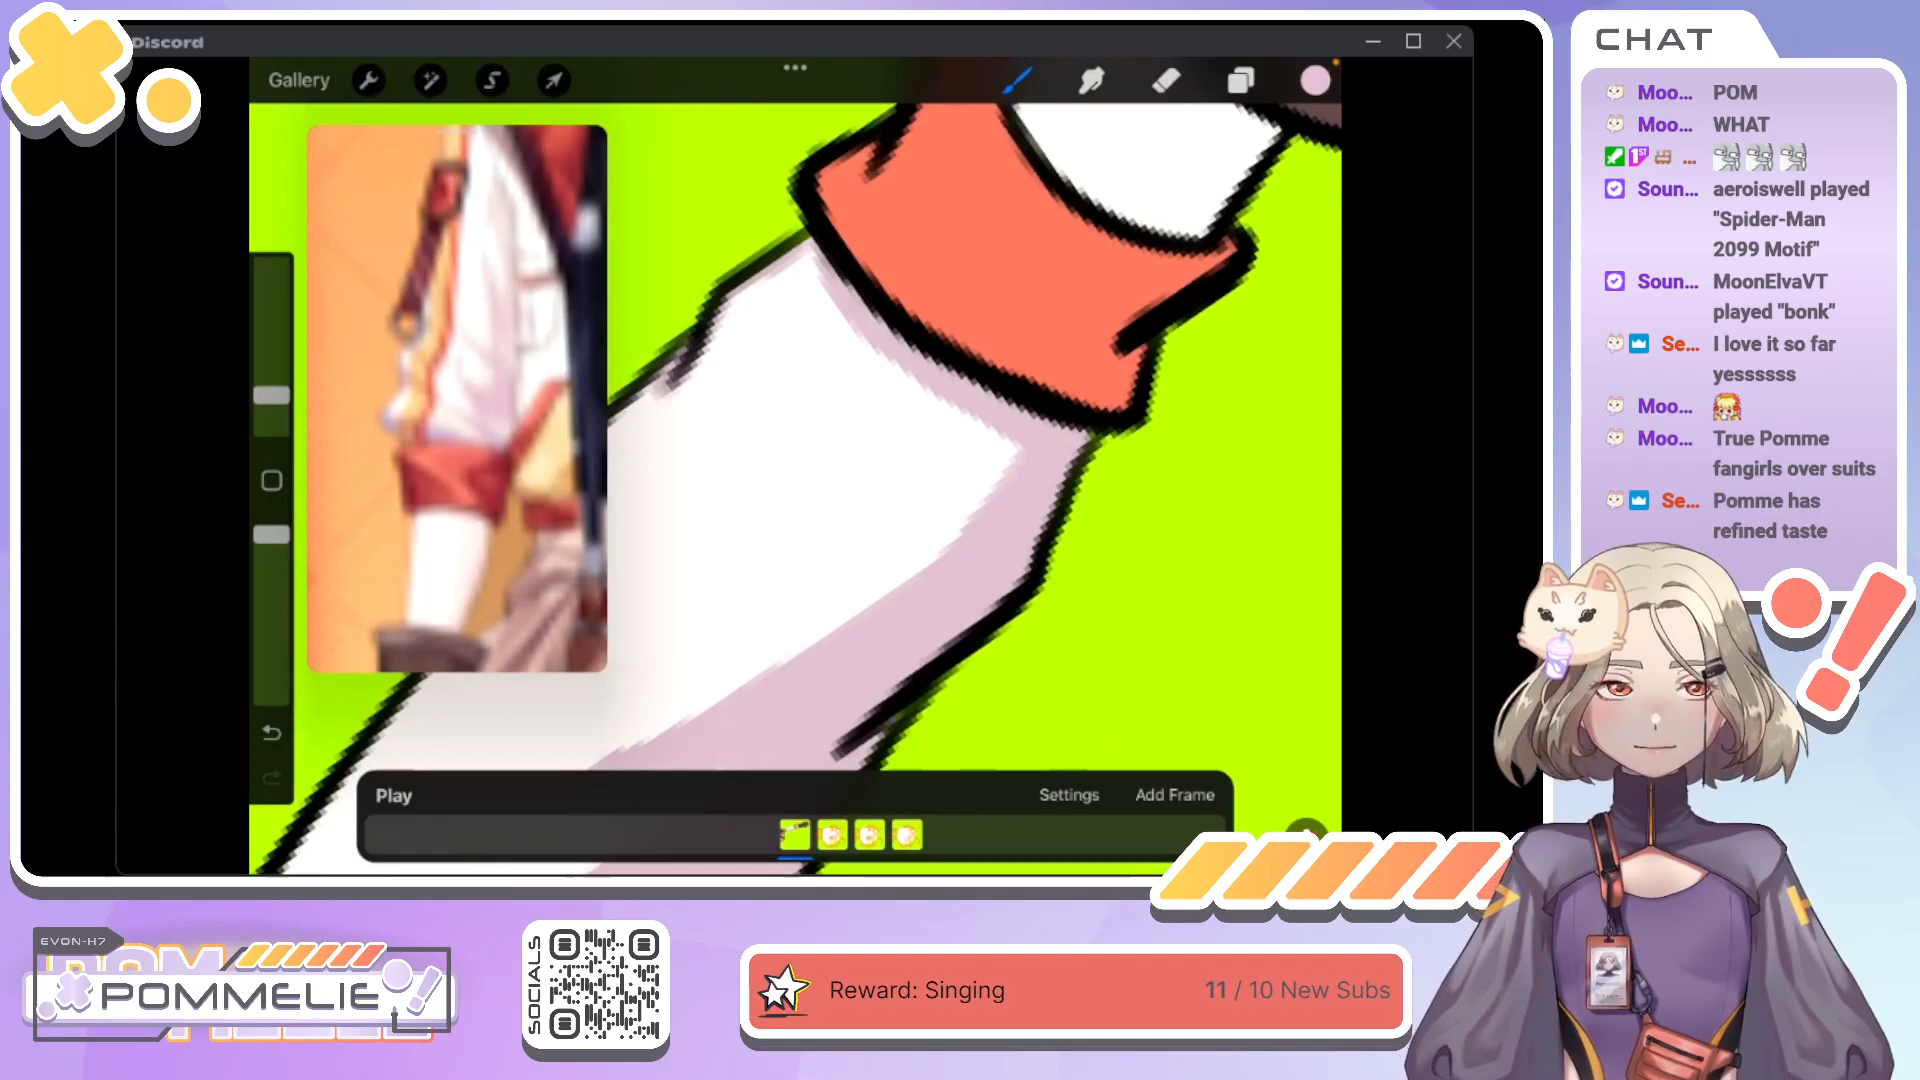 Discord
Gallery
Play
Settings
Add Frame
CHAT
Moo... POM
Moo... WHAT
1ST ...
Soun... aeroiswell played
"Spider-Man
2099 Motif"
Soun... MoonElvaVT
played "bonk"
Se... I love it so far
yessssss
Moo...
Moo... True Pomme
fangirls over suits
Se... Pomme has
refined taste
EVON-H7
POMMELIE
SOCIALS
Reward: Singing
11 / 10 New Subs